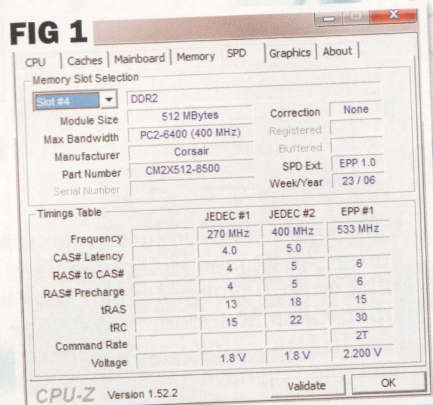 FIG 1
X
CPU Caches Mainboard Memory SPD Graphics About
Memory Slot Selection
Slot #4 DDR2
Module Size 512 MBytes Correction None
Max Bandwidth PC2-6400 (400 MHz) Registered
Manufacturer Corsair Buffered
Part Number CM2X512-8500 SPD Ext. EPP 1.0
Serial Number Week/Year 23 / 06
Timings Table
JEDEC #1 JEDEC #2 EPP #1
Frequency 270 MHz 400 MHz 533 MHz
CAS# Latency 4.0 5.0
RAS# to CAS# 4 5 6
RAS# Precharge 4 5 6
tRAS 13 18 15
tRC 15 22 30
Command Rate 2T
Voltage 1.8 V 1.8 V 2.200 V
CPU-Z Version 1.52.2 Validate OK